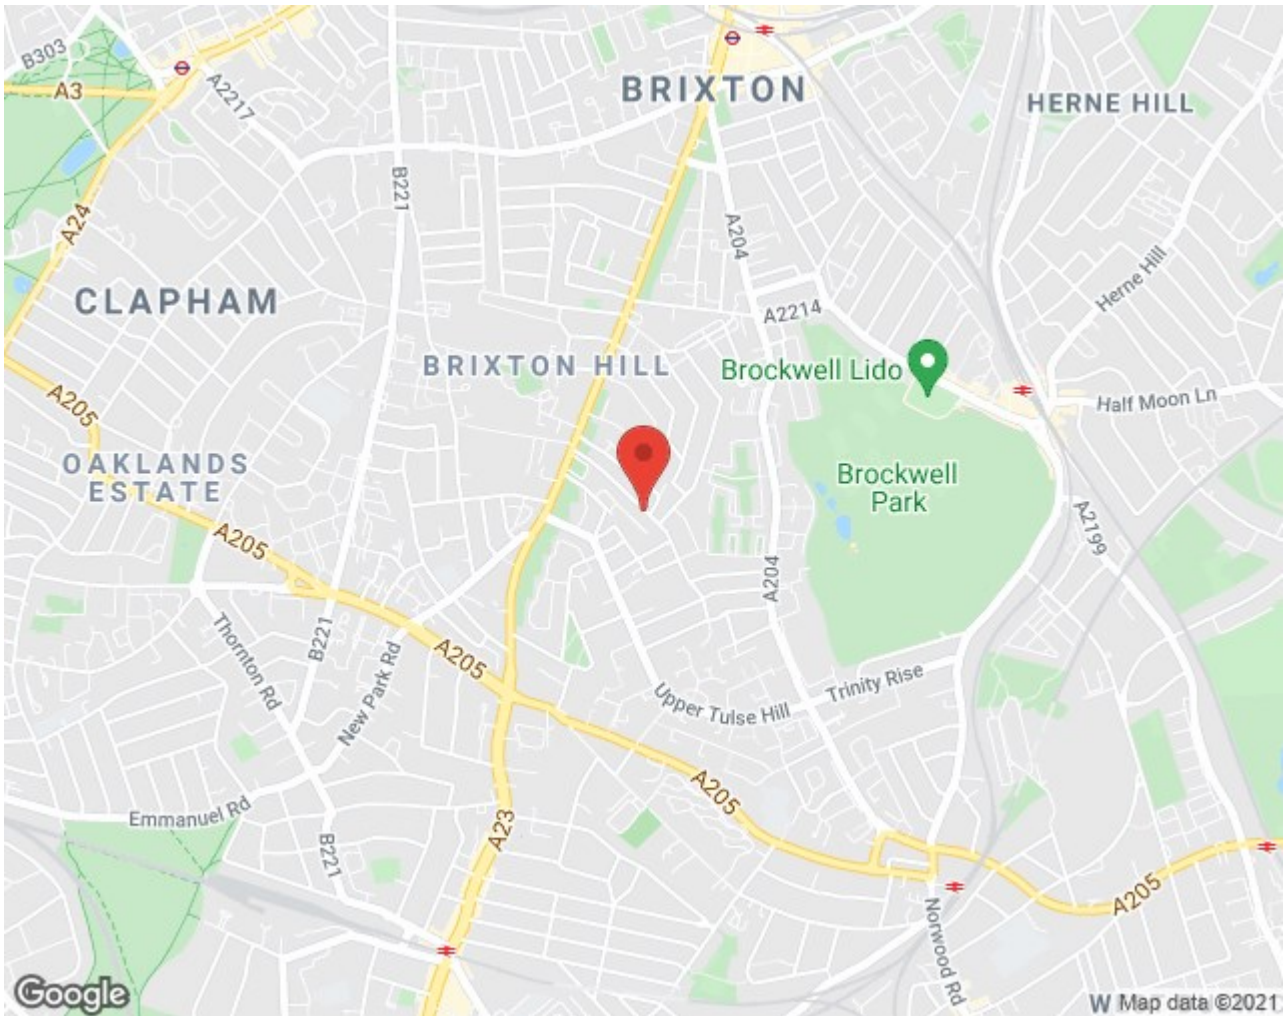 B303
A3
A2217
BRIXTON
HERNE HILL
B221
A24
A204
CLAPHAM
Herne Hill
A2214
BRIXTON HILL
Brockwell Lido
Half Moon Ln
A205
OAKLANDS
ESTATE
Brockwell
Park
A205
A2199
A204
Thornton Rd
B221
New Park Rd
A205
Trinity Rise
Upper Tulse Hill
A205
Emmanuel Rd
A23
B221
A205
Norwood Rd
Google
W Map data ©2021